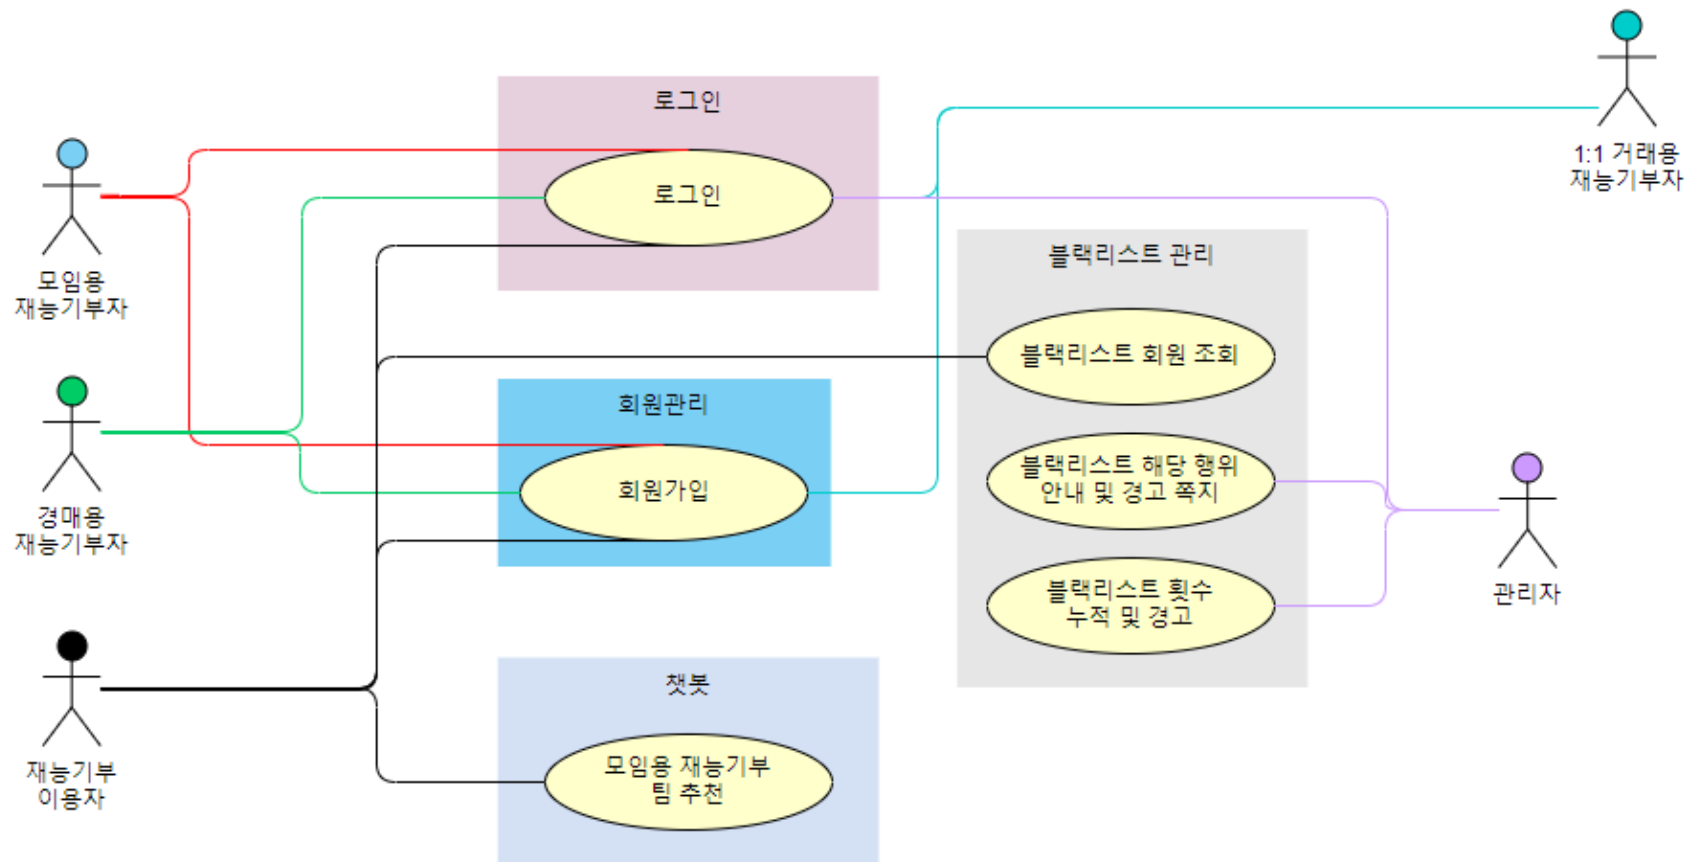 로그인
로그인
1:1 거래용
재능기부자
모임용
재능기부자
블랙리스트 관리
블랙리스트 회원 조회
회원관리
회원가입
블랙리스트 해당 행위
안내 및 경고 쪽지
경매용
재능기부자
블랙리스트 횟수
누적 및 경고
관리자
챗봇
재능기부
이용자
모임용 재능기부
팀 추천